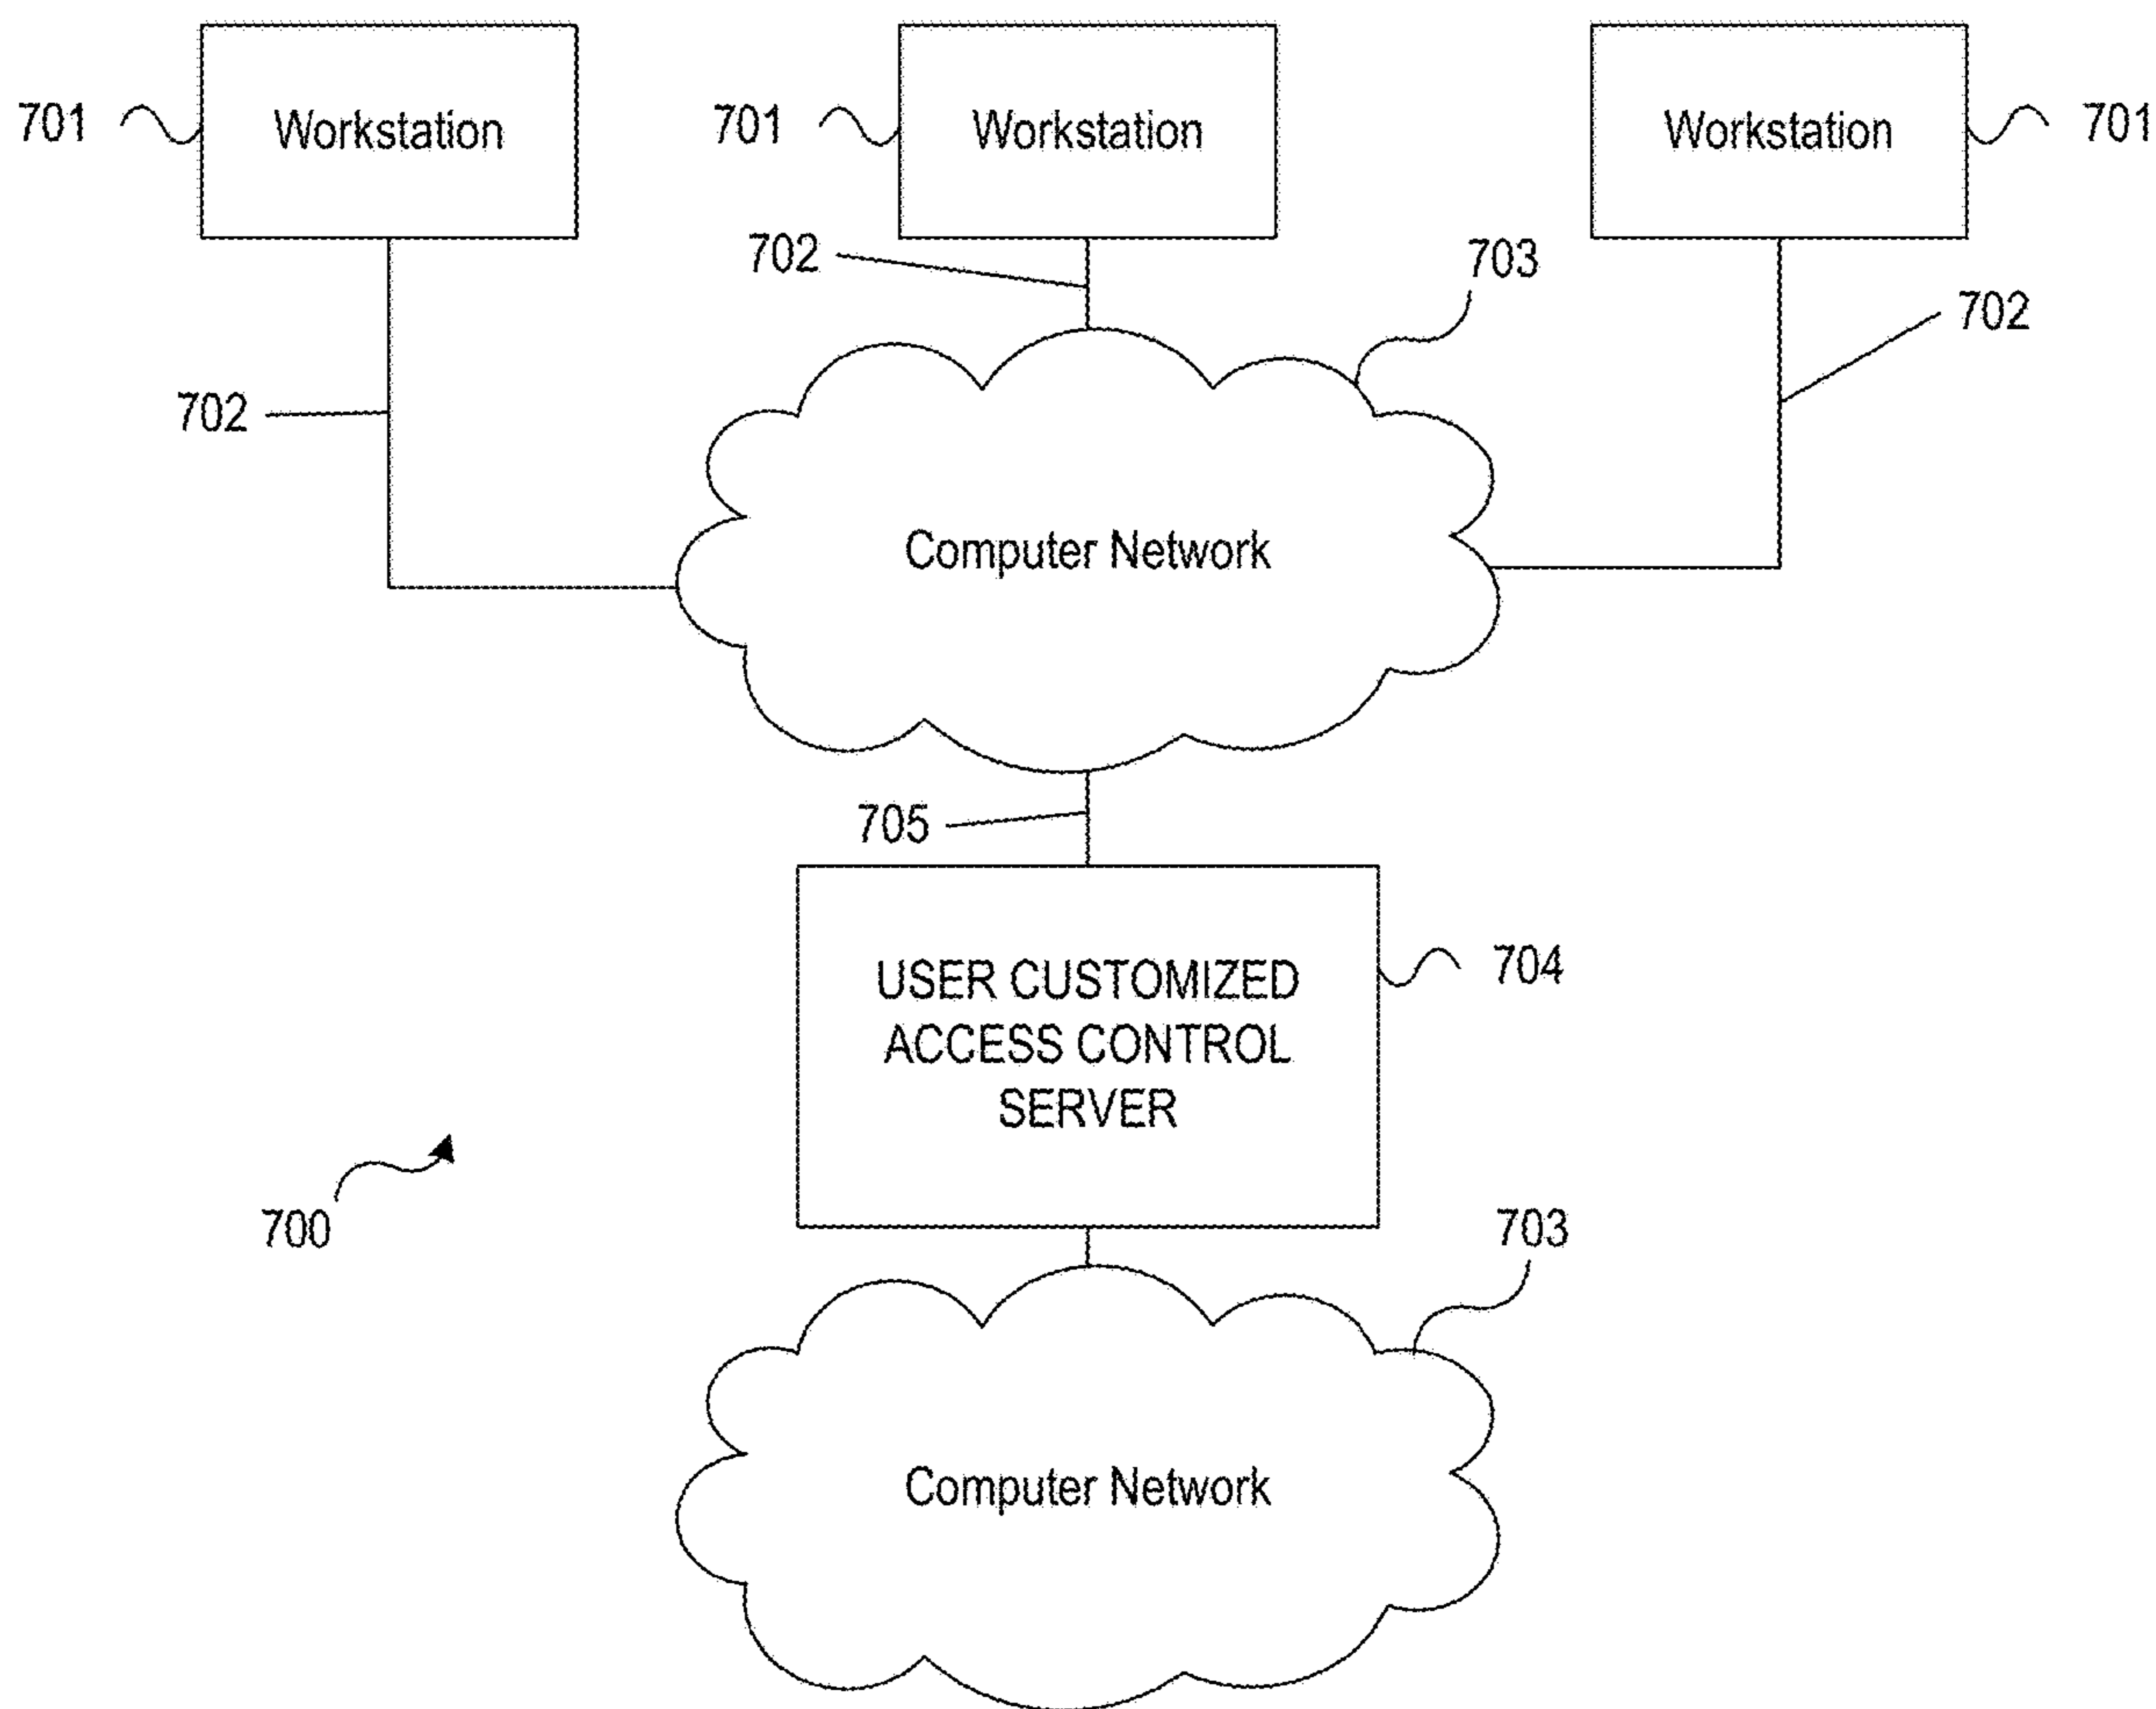 701
Workstation
701
Workstation
Workstation
701
702
703
702
702
Computer Network
705
USER CUSTOMIZED
ACCESS CONTROL
SERVER
704
700
703
Computer Network